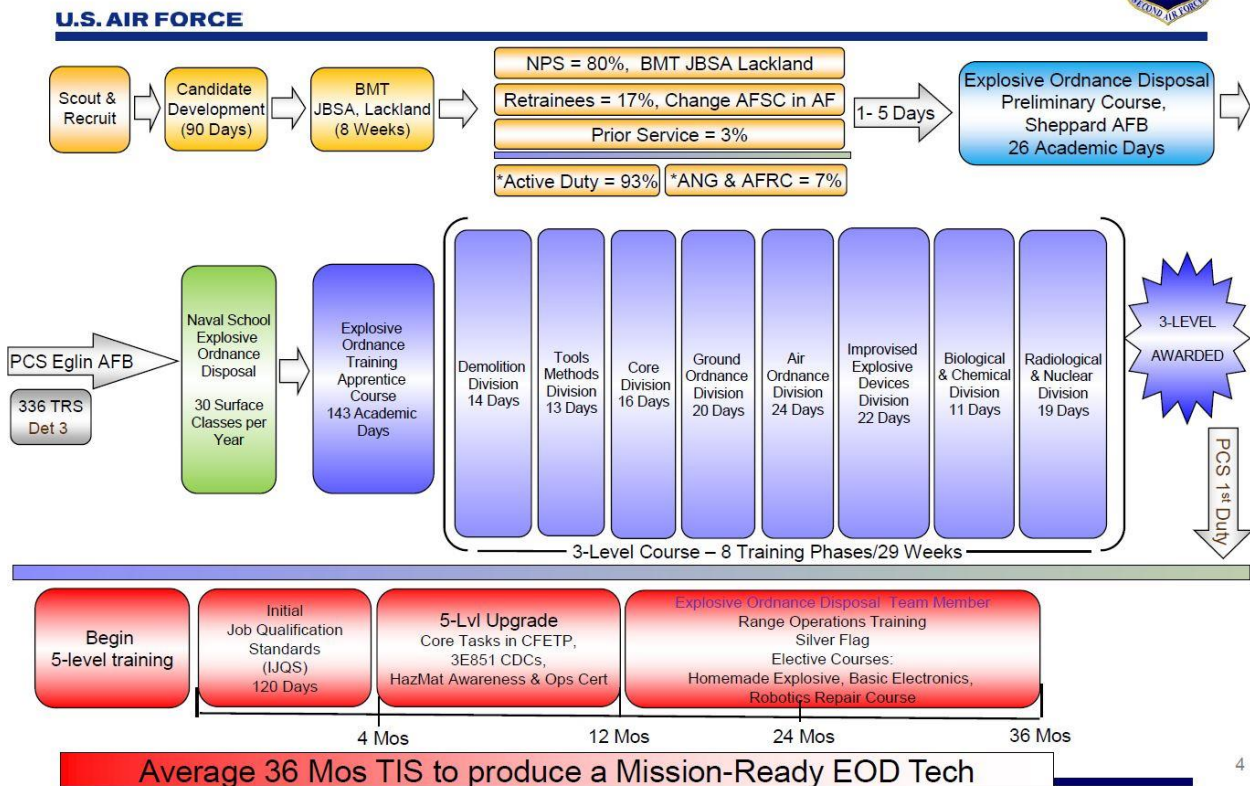 U.S. AIR FORCE
SECOND AIR FORCE
Scout &
Recruit
Candidate
Development
(90 Days)
BMT
JBSA, Lackland
(8 Weeks)
NPS = 80%, BMT JBSA Lackland
Retrainees = 17%, Change AFSC in AF
Prior Service = 3%
*Active Duty = 93%
*ANG & AFRC = 7%
1- 5 Days
Explosive Ordnance Disposal
Preliminary Course,
Sheppard AFB
26 Academic Days
PCS Eglin AFB
336 TRS
Det 3
Naval School
Explosive
Ordnance
Disposal
30 Surface
Classes per
Year
Explosive
Ordnance
Training
Apprentice
Course
143 Academic
Days
Demolition
Division
14 Days
Tools
Methods
Division
13 Days
Core
Division
16 Days
Ground
Ordnance
Division
20 Days
Air
Ordnance
Division
24 Days
Improvised
Explosive
Devices
Division
22 Days
Biological
& Chemical
Division
11 Days
Radiological
& Nuclear
Division
19 Days
3-LEVEL
AWARDED
3-Level Course – 8 Training Phases/29 Weeks
PCS 1st Duty
Begin
5-level training
Initial
Job Qualification
Standards
(IJQS)
120 Days
5-Lvl Upgrade
Core Tasks in CFETP,
3E851 CDCs,
HazMat Awareness & Ops Cert
Explosive Ordnance Disposal Team Member
Range Operations Training
Silver Flag
Elective Courses:
Homemade Explosive, Basic Electronics,
Robotics Repair Course
4 Mos
12 Mos
24 Mos
36 Mos
Average 36 Mos TIS to produce a Mission-Ready EOD Tech
4